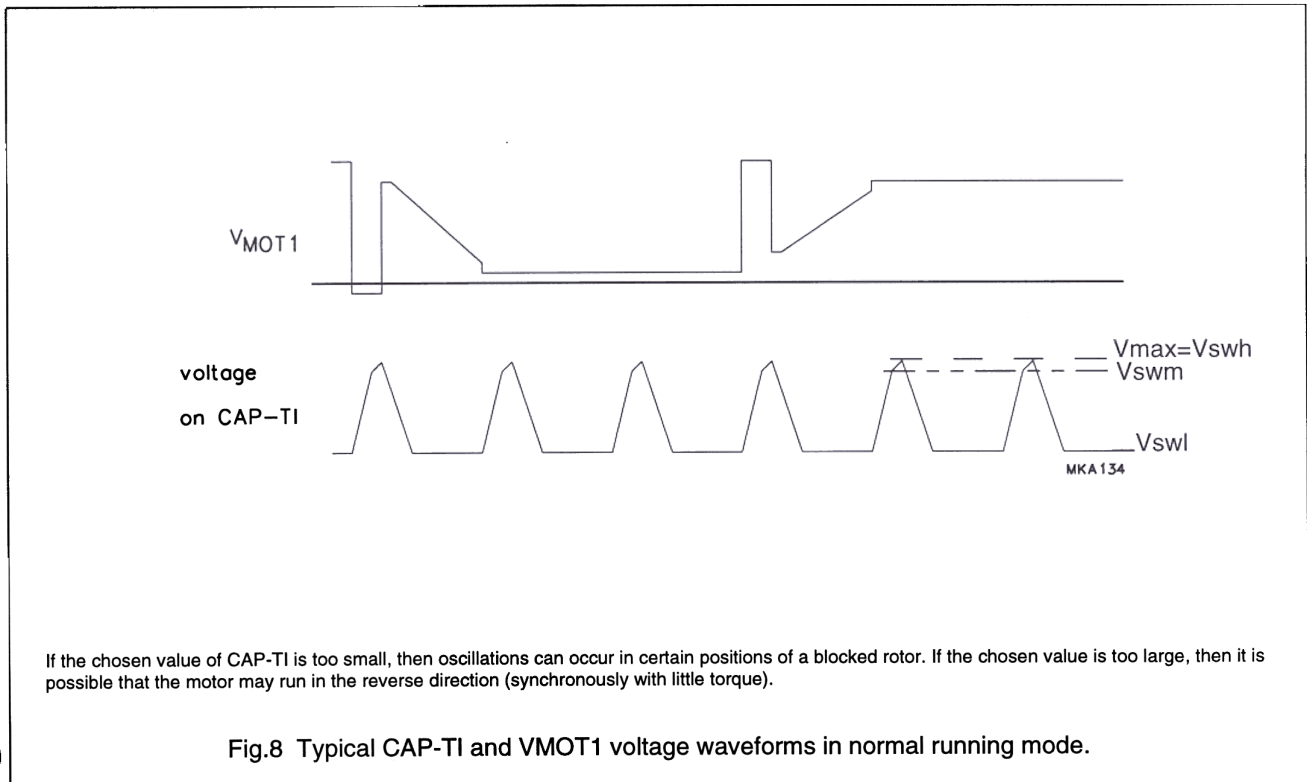 VMOT1
Vmax=Vswh
voltage
Vswm
on CAP–TI
Vswl
MKA134
If the chosen value of CAP-TI is too small, then oscillations can occur in certain positions of a blocked rotor. If the chosen value is too large, then it is
possible that the motor may run in the reverse direction (synchronously with little torque).
Fig.8 Typical CAP-TI and VMOT1 voltage waveforms in normal running mode.